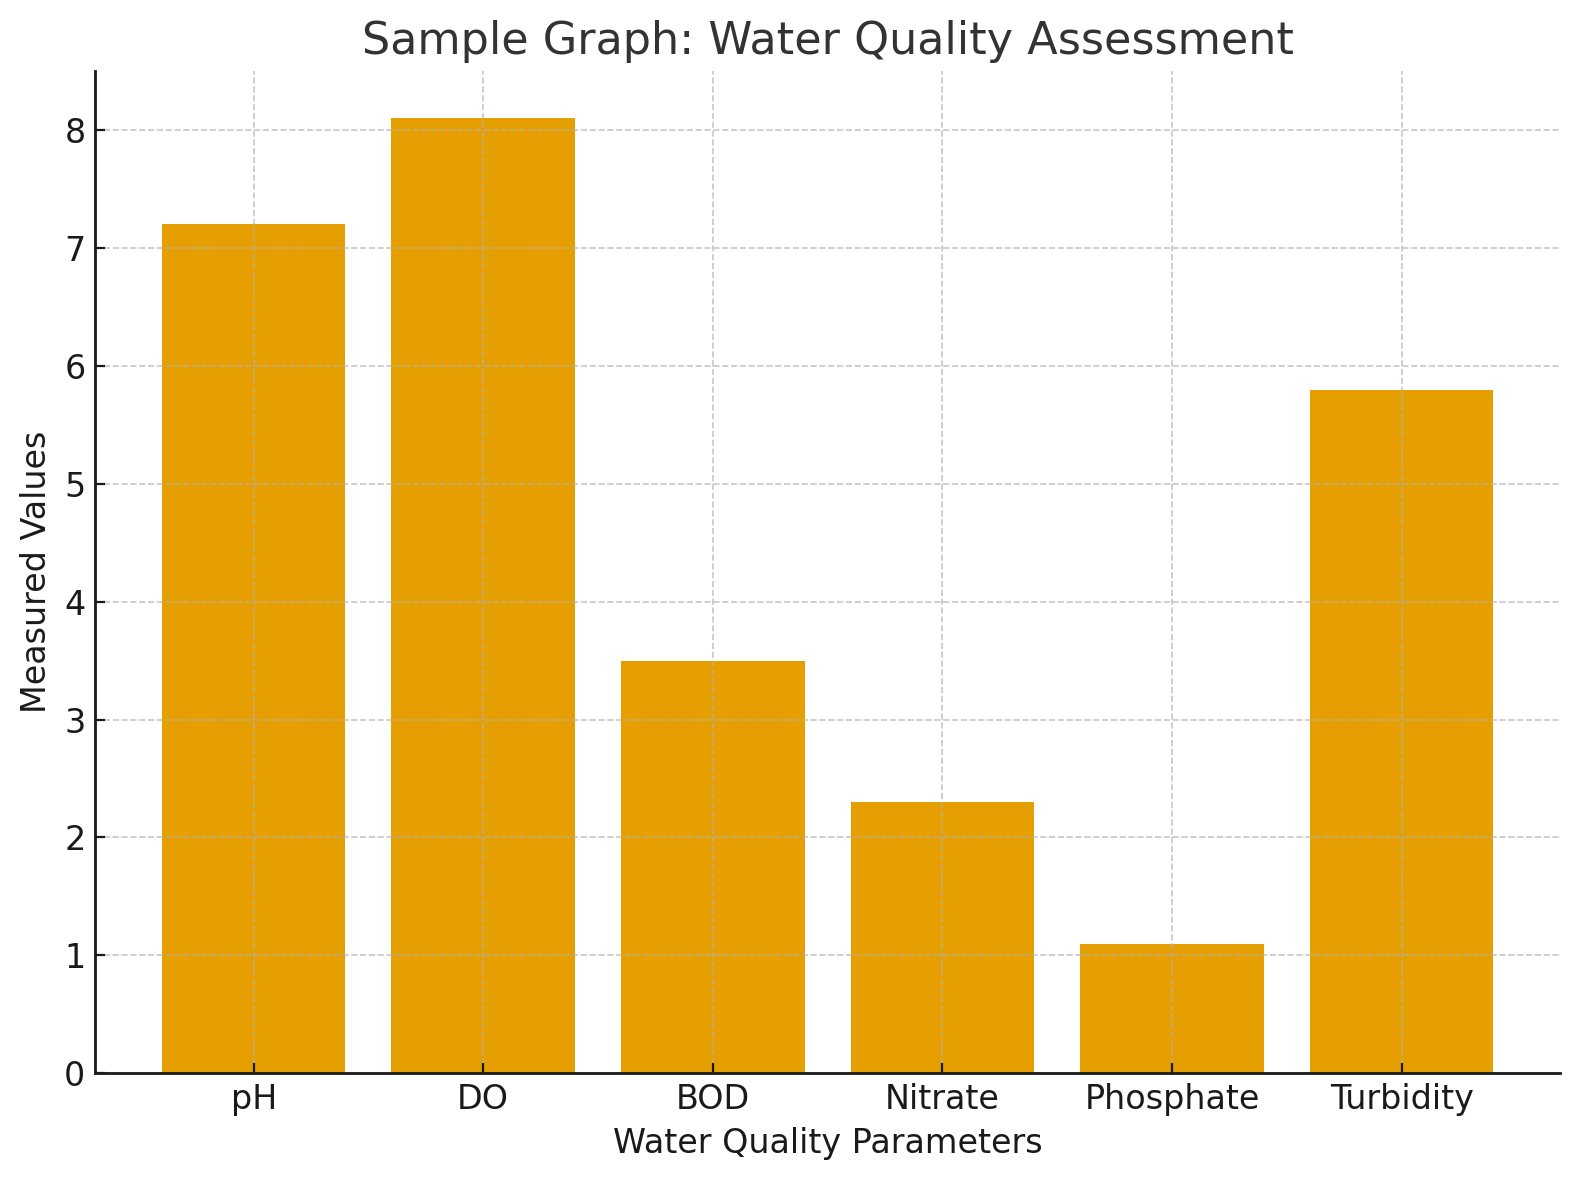 Sample Graph: Water Quality Assessment
Measured Values
8
7
6
5
4
3
2
1
0
pH DO BOD Nitrate Phosphate Turbidity
Water Quality Parameters